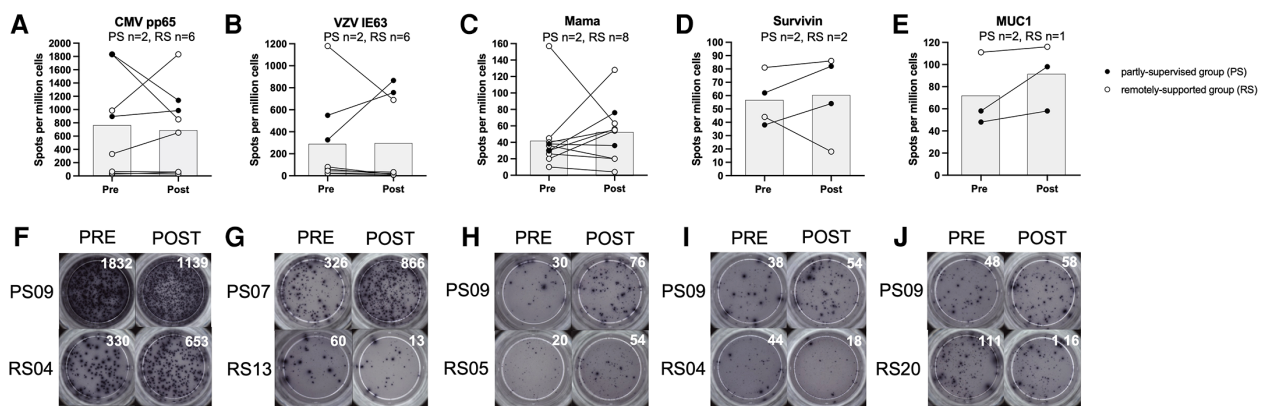 A
CMV pp65
PS n=2, RS n=6
Spots per million cells
2000
1800
1600
1400
1200
1000
800
600
400
200
0
Pre Post
B
VZV IE63
PS n=2, RS n=6
Spots per million cells
1200
1000
800
600
400
200
0
Pre Post
C
Mama
PS n=2, RS n=8
Spots per million cells
160
140
120
100
80
60
40
20
0
Pre Post
D
Survivin
PS n=2, RS n=2
Spots per million cells
100
90
80
70
60
50
40
30
20
10
0
Pre Post
E
MUC1
PS n=2, RS n=1
Spots per million cells
120
100
80
60
40
20
0
Pre Post
partly-supervised group (PS)
remotely-supported group (RS)
F
PRE POST
PS09 1832 1139
RS04 330 653
G
PRE POST
PS07 326 866
RS13 60 13
H
PRE POST
PS09 30 76
RS05 20 54
I
PRE POST
PS09 38 54
RS04 44 18
J
PRE POST
PS09 48 58
RS20 111 1 16